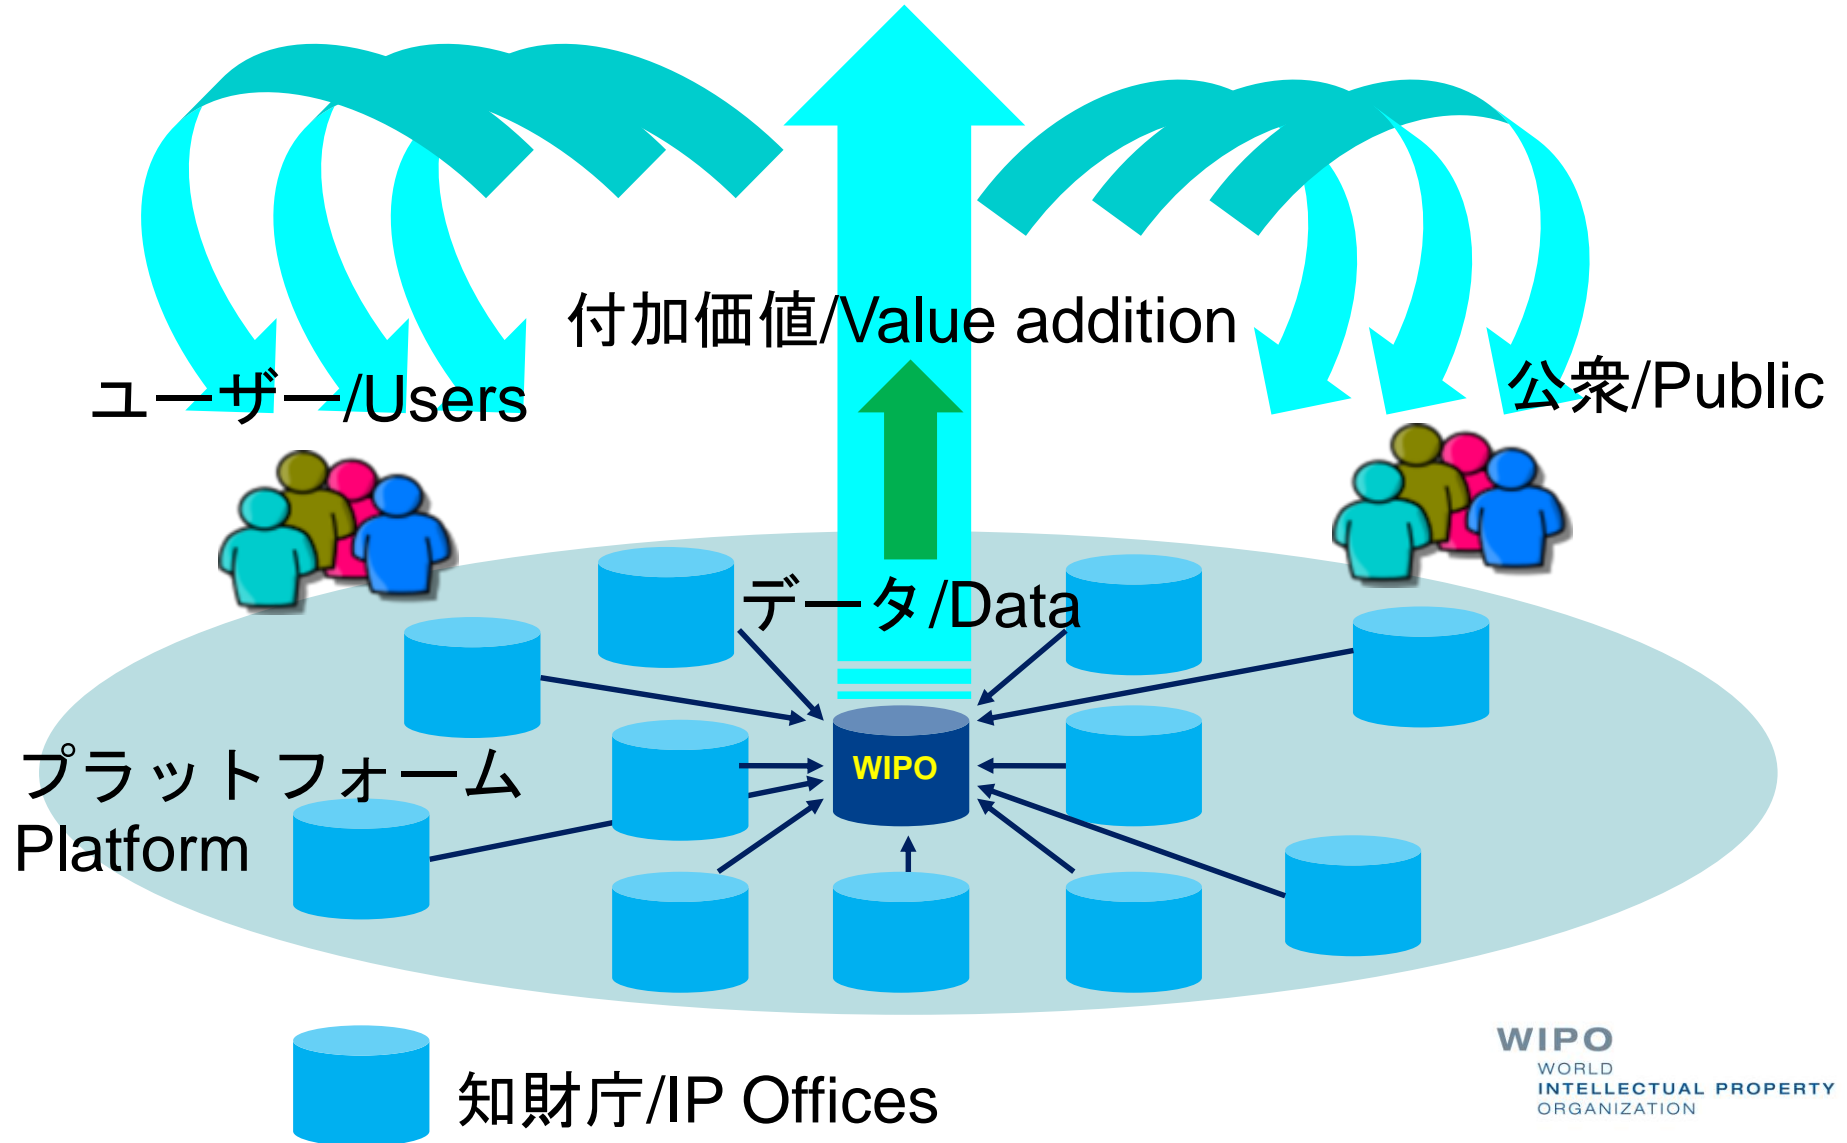 付加価値/Value addition
ユーザー/Users
公衆/Public
データ/Data
プラットフォーム
Platform
WIPO
知財庁/IP Offices
WIPO
WORLD
INTELLECTUAL PROPERTY
ORGANIZATION